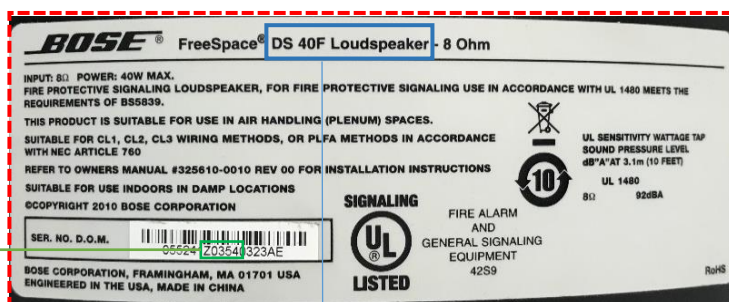 BOSE® FreeSpace® DS 40F Loudspeaker - 8 Ohm
INPUT: 8Ω POWER: 40W MAX.
FIRE PROTECTIVE SIGNALING LOUDSPEAKER, FOR FIRE PROTECTIVE SIGNALING USE IN ACCORDANCE WITH UL 1480 MEETS THE
REQUIREMENTS OF BS5839.
THIS PRODUCT IS SUITABLE FOR USE IN AIR HANDLING (PLENUM) SPACES.
SUITABLE FOR CL1, CL2, CL3 WIRING METHODS, OR PLFA METHODS IN ACCORDANCE
WITH NEC ARTICLE 760
REFER TO OWNERS MANUAL #325610-0010 REV 00 FOR INSTALLATION INSTRUCTIONS
SUITABLE FOR USE INDOORS IN DAMP LOCATIONS
©COPYRIGHT 2010 BOSE CORPORATION
SER. NO. D.O.M.
05524 Z03540323AE
BOSE CORPORATION, FRAMINGHAM, MA 01701 USA
ENGINEERED IN THE USA, MADE IN CHINA
SIGNALING
UL
®
LISTED
FIRE ALARM
AND
GENERAL SIGNALING
EQUIPMENT
42S9
10
UL SENSITIVITY WATTAGE TAP
SOUND PRESSURE LEVEL
dB"A"AT 3.1m (10 FEET)
UL 1480
8Ω 92dBA
RoHS